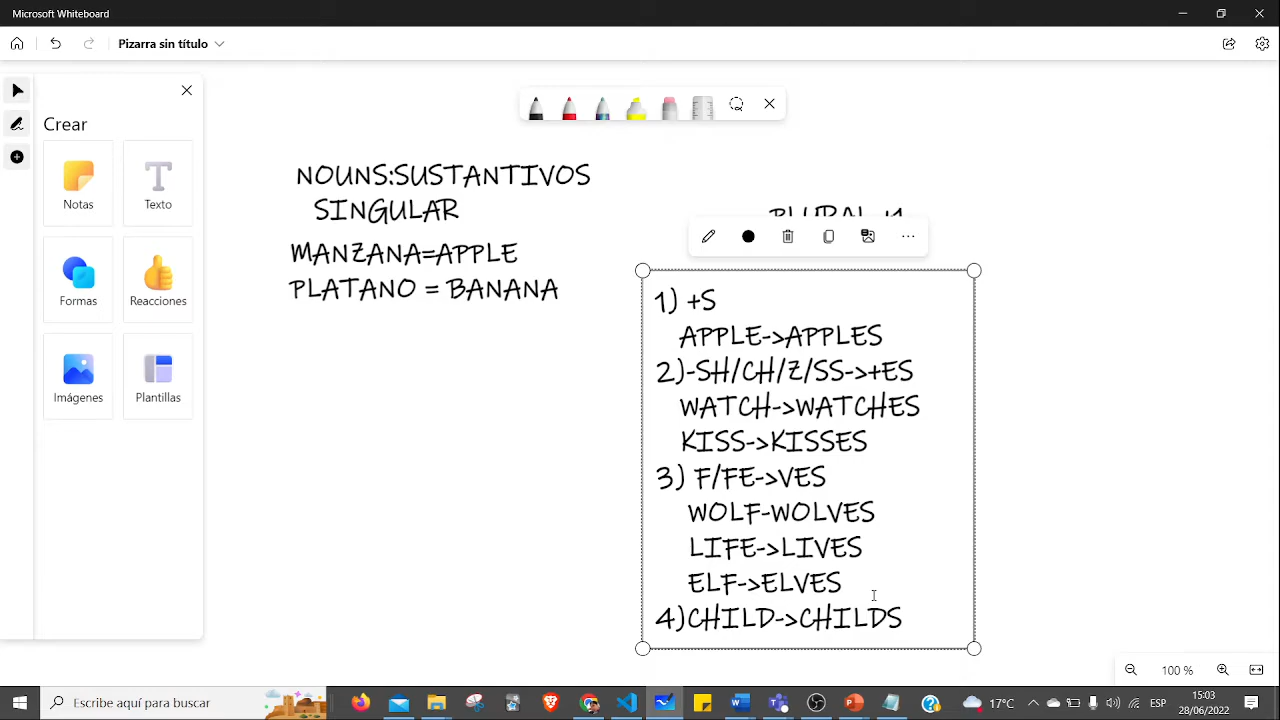 Microsoft Whiteboard
Pizarra sin título
Crear
Notas
Texto
Formas
Reacciones
Imágenes
Plantillas
NOUNS:SUSTANTIVOS
SINGULAR
MANZANA=APPLE
PLATANO = BANANA
PLURAL
1) +S
APPLE->APPLES
2)-SH/CH/Z/SS->+ES
WATCH->WATCHES
KISS->KISSES
3) F/FE->VES
WOLF-WOLVES
LIFE->LIVES
ELF->ELVES
4)CHILD->CHILDS
100 %
Escribe aquí para buscar
17°C
ESP
15:03
28/06/2022